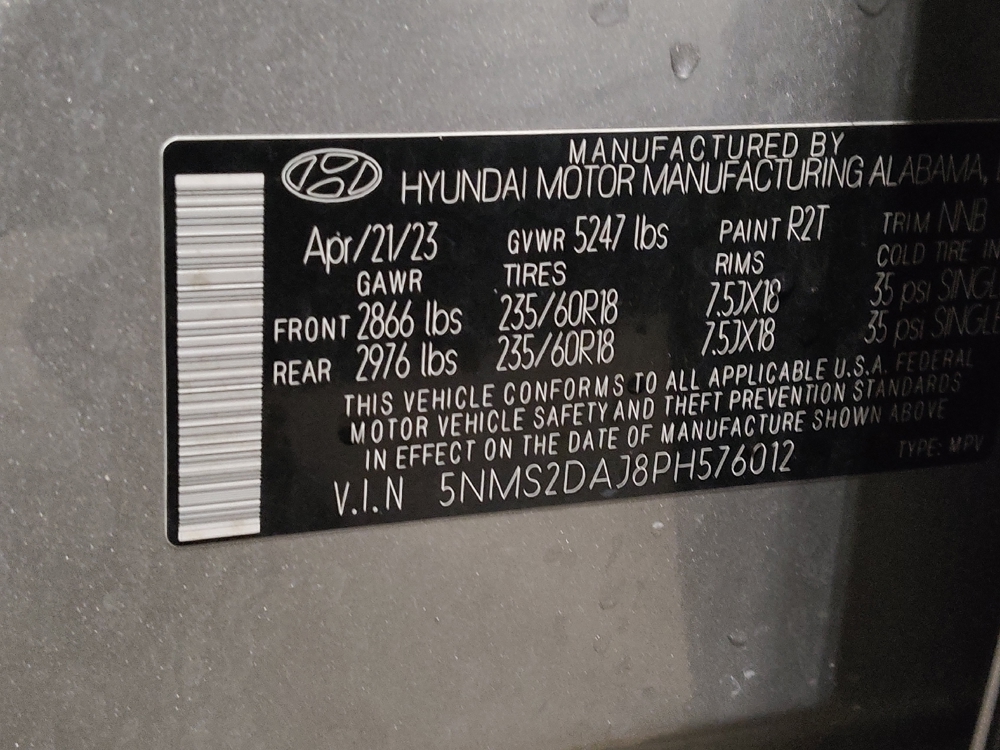 MANUFACTURED BY
HYUNDAI MOTOR MANUFACTURING ALABAMA,
Apr/21/23 GVWR 5247 lbs PAINT R2T TRIM NNB
GAWR TIRES RIMS COLD TIRE IN
FRONT 2866 lbs 235/60R18 7.5JX18 35 psi SINGLE
REAR 2976 lbs 235/60R18 7.5JX18 35 psi SINGLE
THIS VEHICLE CONFORMS TO ALL APPLICABLE U.S.A. FEDERAL
MOTOR VEHICLE SAFETY AND THEFT PREVENTION STANDARDS
IN EFFECT ON THE DATE OF MANUFACTURE SHOWN ABOVE
V.I.N 5NMS2DAJ8PH576012 TYPE: MPV